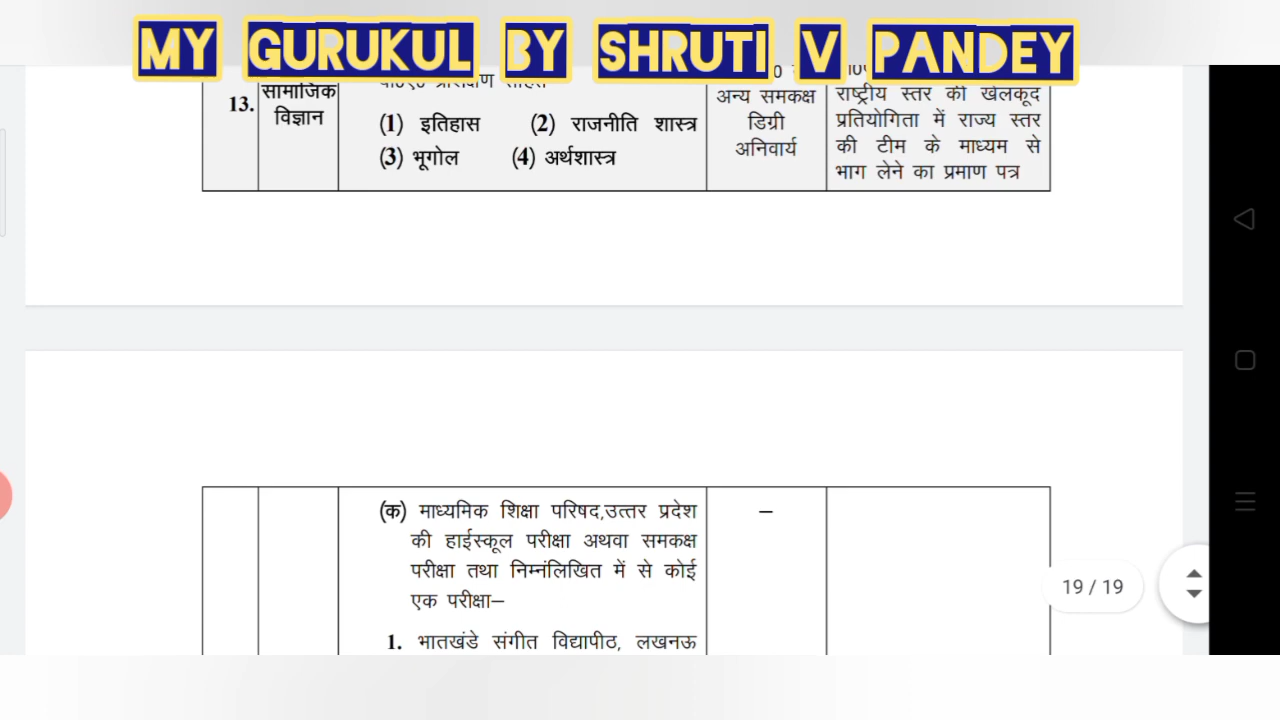 MY GURUKUL BY SHRUTI V PANDEY
13.
सामाजिक
विज्ञान
(1) इतिहास (2) राजनीति शास्त्र
(3) भूगोल (4) अर्थशास्त्र
अन्य समकक्ष
डिग्री
अनिवार्य
राष्ट्रीय स्तर की खेलकूद
प्रतियोगिता में राज्य स्तर
की टीम के माध्यम से
भाग लेने का प्रमाण पत्र
(क) माध्यमिक शिक्षा परिषद,उत्तर प्रदेश
की हाईस्कूल परीक्षा अथवा समकक्ष
परीक्षा तथा निम्नंलिखित में से कोई
एक परीक्षा–
1. भातखंडे संगीत विद्यापीठ, लखनऊ
–
19 / 19